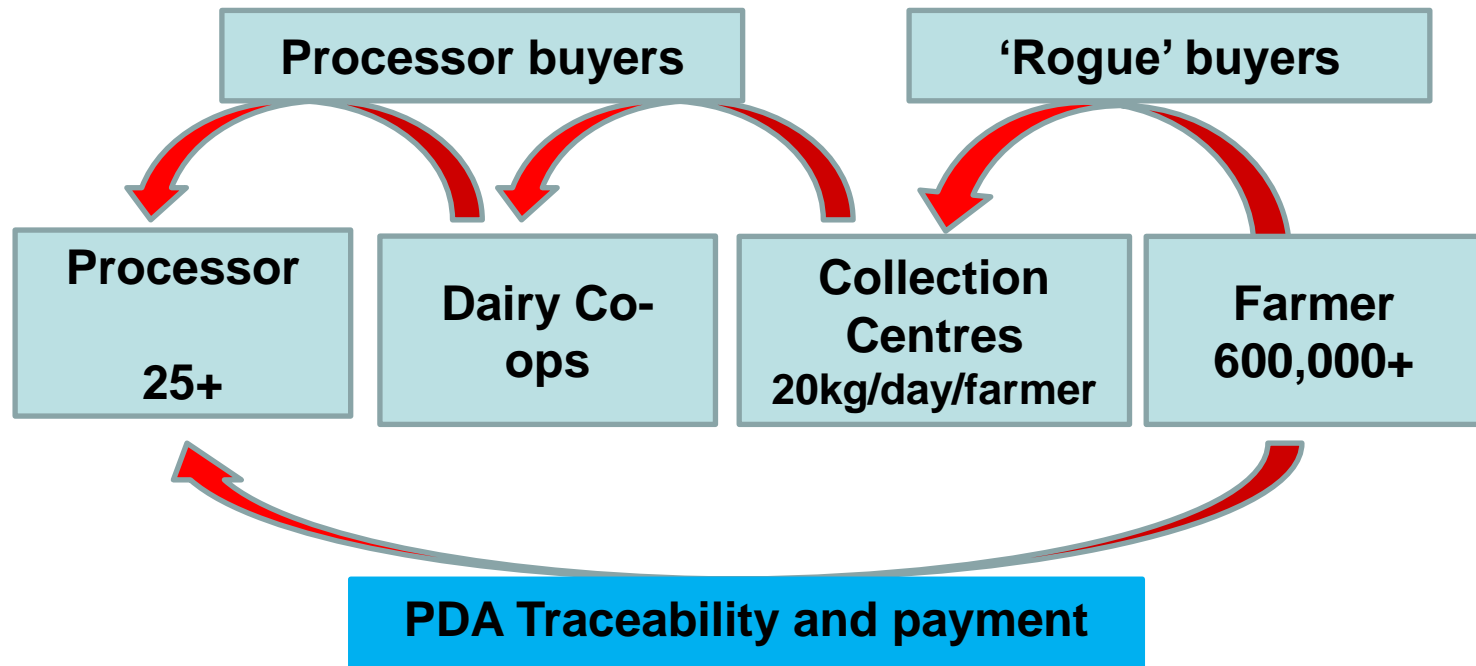 Processor buyers
‘Rogue’ buyers
Processor
25+
Dairy Co-
ops
Collection
Centres
20kg/day/farmer
Farmer
600,000+
PDA Traceability and payment